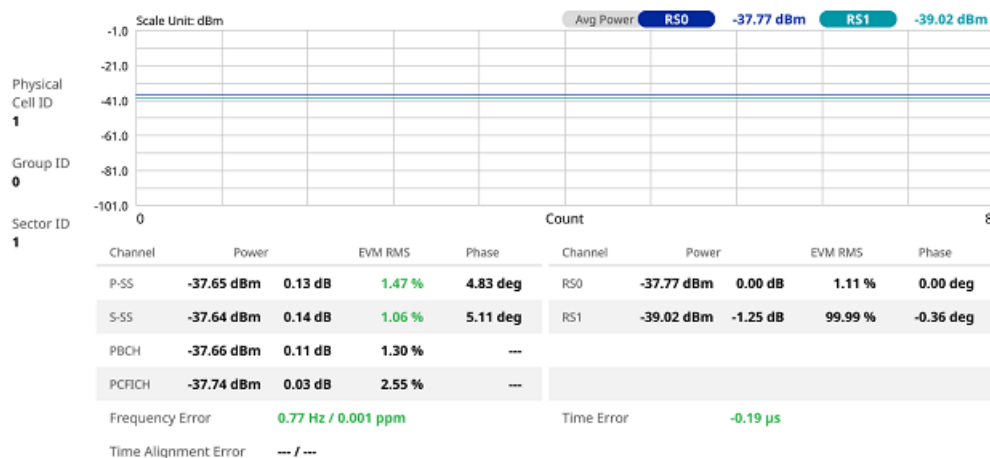 Scale Unit: dBm
Avg Power RS0 -37.77 dBm RS1 -39.02 dBm
-1.0
-21.0
-41.0
-61.0
-81.0
-101.0
0 Count 8
Physical
Cell ID
1
Group ID
0
Sector ID
1
Channel Power EVM RMS Phase
P-SS -37.65 dBm 0.13 dB 1.47 % 4.83 deg
S-SS -37.64 dBm 0.14 dB 1.06 % 5.11 deg
PBCH -37.66 dBm 0.11 dB 1.30 % ---
PCFICH -37.74 dBm 0.03 dB 2.55 % ---
Channel Power EVM RMS Phase
RS0 -37.77 dBm 0.00 dB 1.11 % 0.00 deg
RS1 -39.02 dBm -1.25 dB 99.99 % -0.36 deg
Frequency Error 0.77 Hz / 0.001 ppm
Time Error -0.19 µs
Time Alignment Error --- / ---